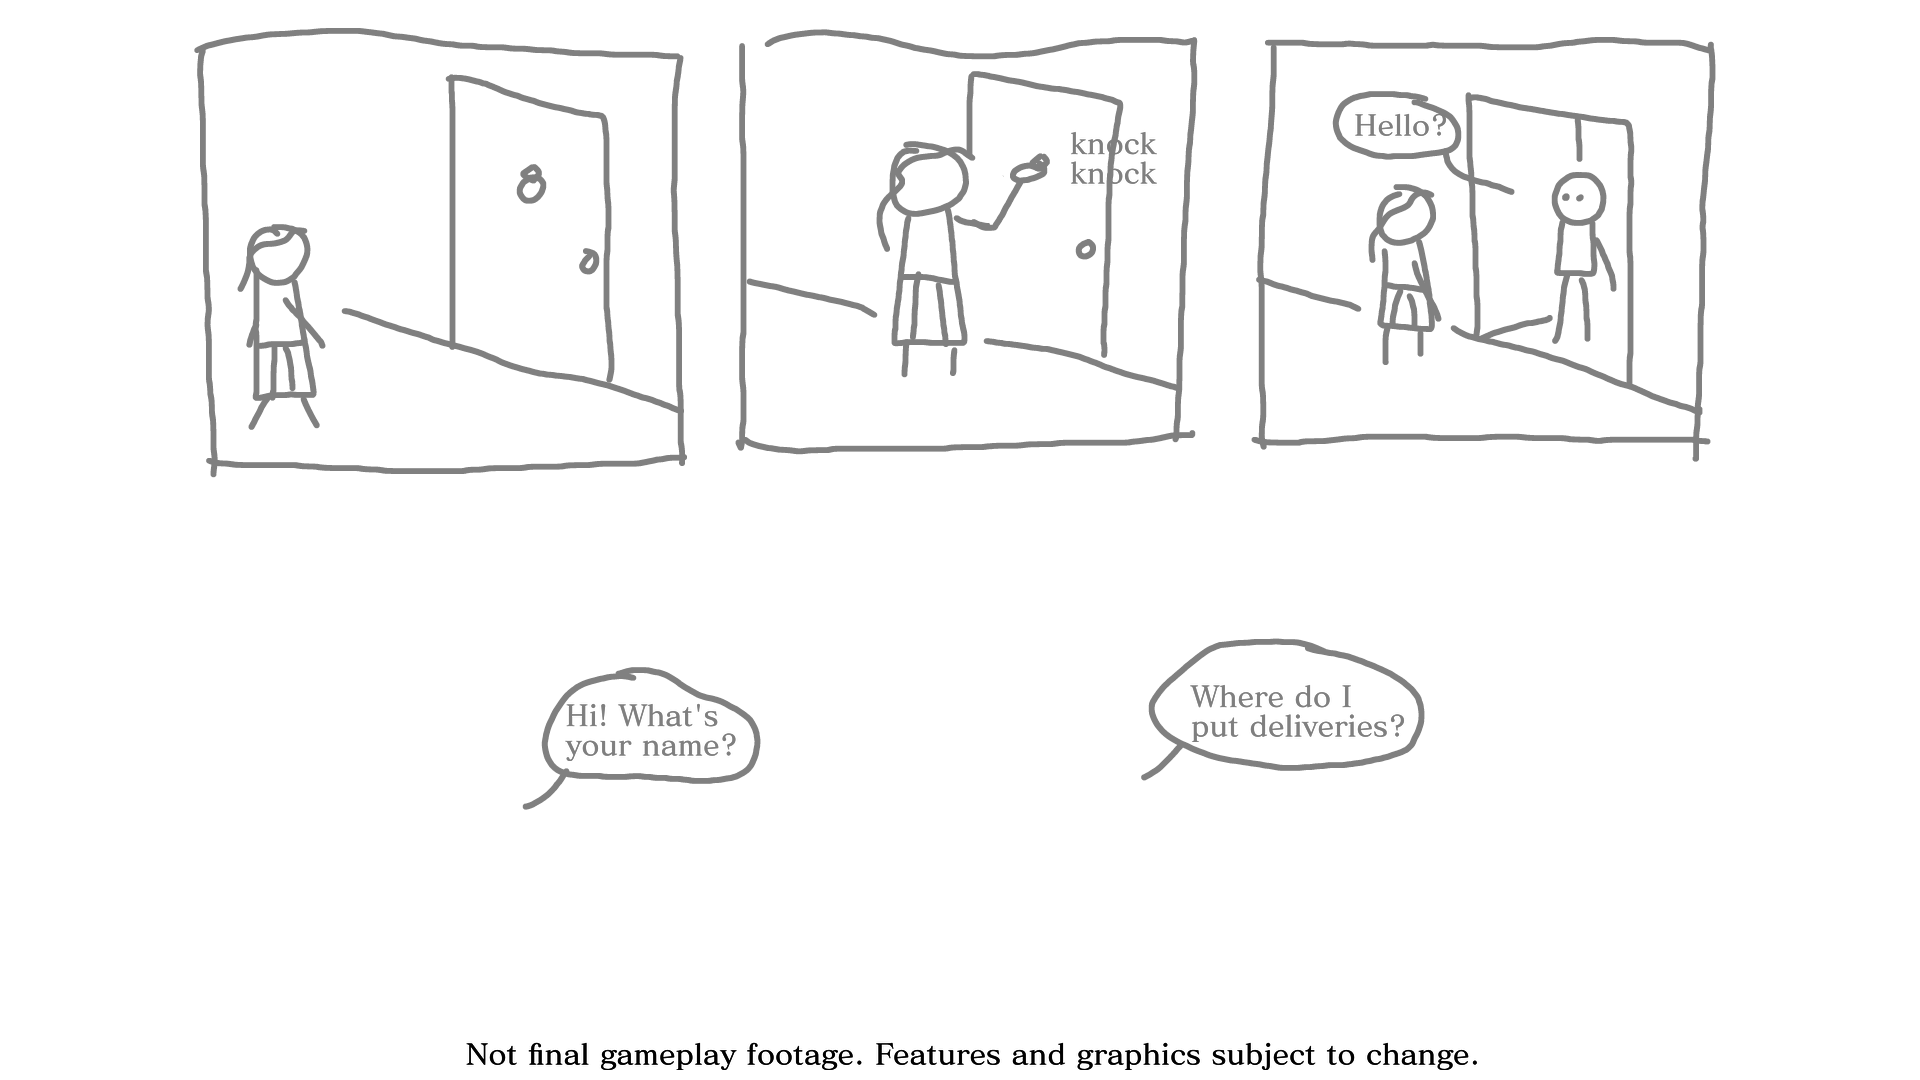 knock
knock
Hello?
Hi! What's
your name?
Where do I
put deliveries?
Not final gameplay footage. Features and graphics subject to change.